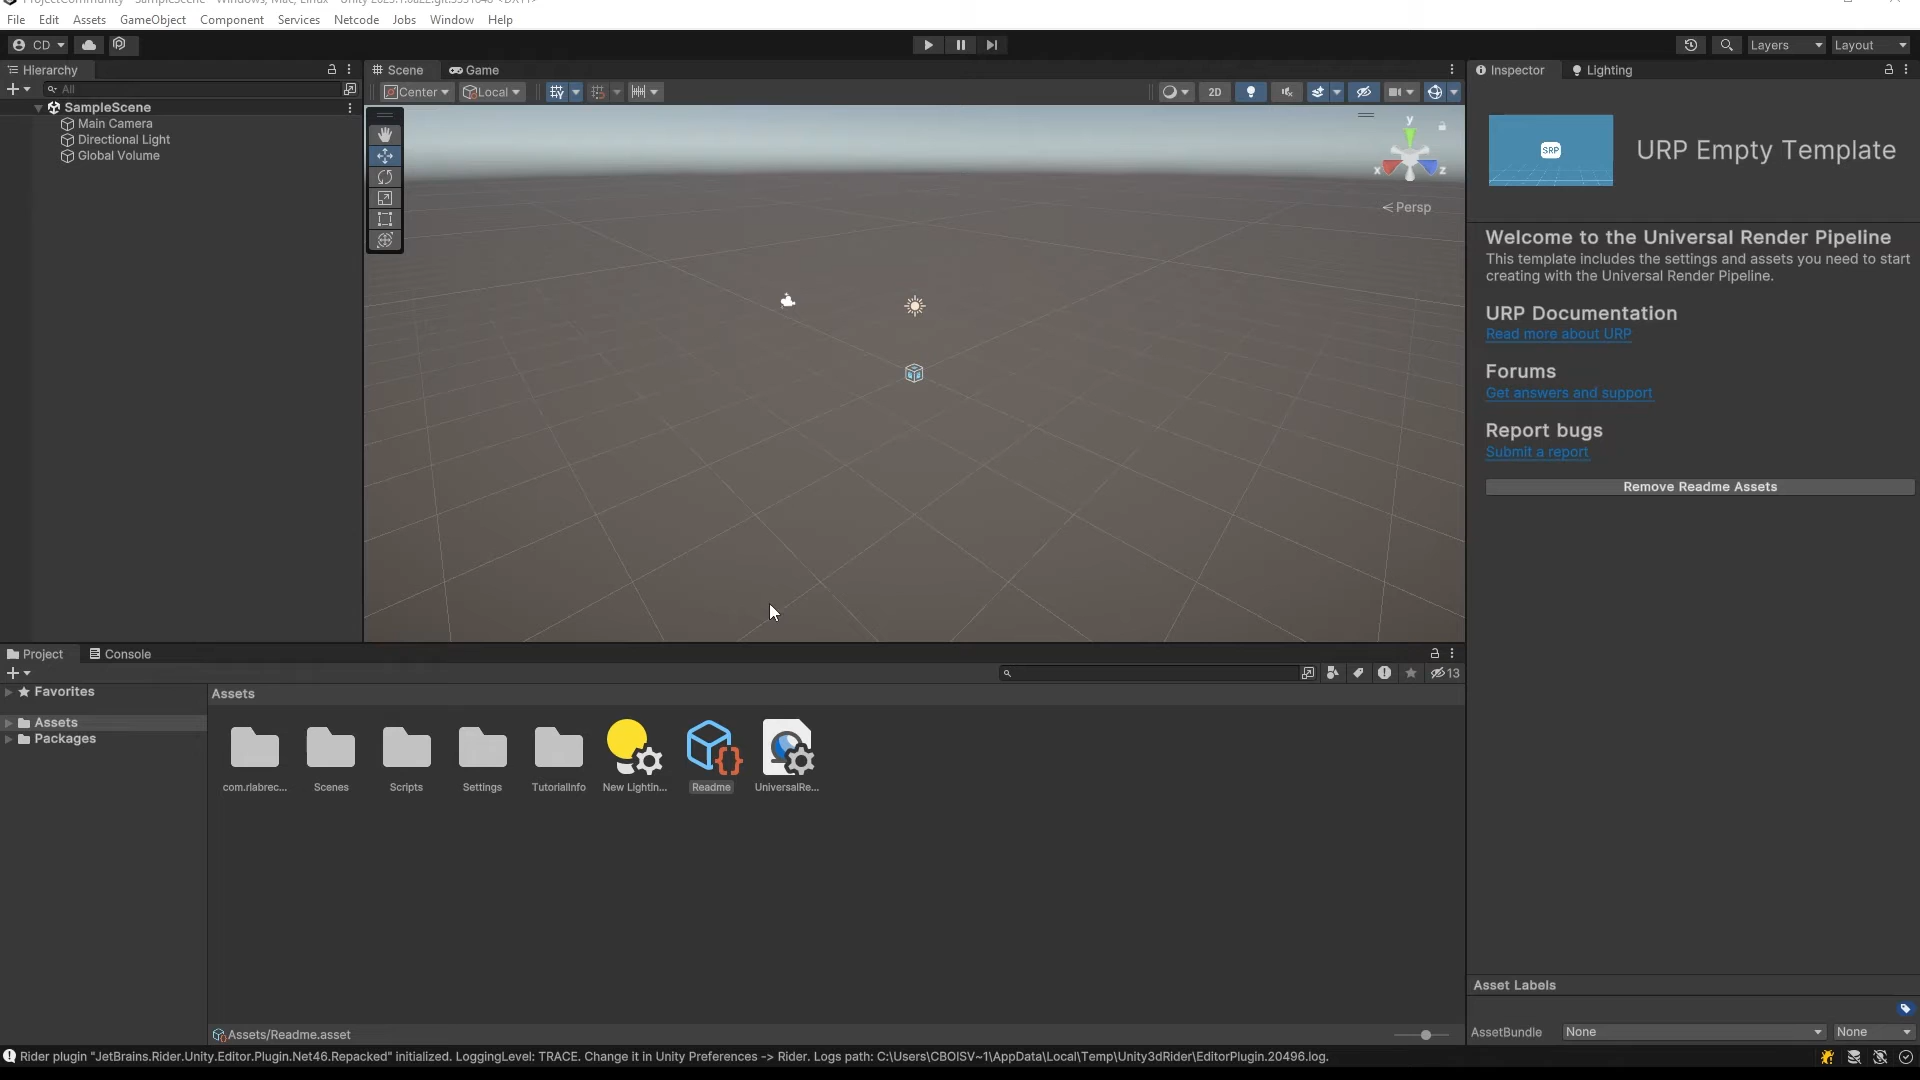 File Edit Assets GameObject Component Services Netcode Jobs Window Help
CD Layers Layout
Hierarchy
All
SampleScene
Main Camera
Directional Light
Global Volume
Scene Game
Center Local 2D
y
x z
Persp
Inspector Lighting
SRP
URP Empty Template
Welcome to the Universal Render Pipeline
This template includes the settings and assets you need to start
creating with the Universal Render Pipeline.
URP Documentation
Read more about URP
Forums
Get answers and support
Report bugs
Submit a report
Remove Readme Assets
Project Console
13
Favorites
Assets
Packages
Assets
com.rlabrec... Scenes Scripts Settings TutorialInfo New Lightin... Readme UniversalRe...
Assets/Readme.asset
Asset Labels
AssetBundle None None
Rider plugin "JetBrains.Rider.Unity.Editor.Plugin.Net46.Repacked" initialized. LoggingLevel: TRACE. Change it in Unity Preferences -> Rider. Logs path: C:\Users\CBOISV~1\AppData\Local\Temp\Unity3dRider\EditorPlugin.20496.log.